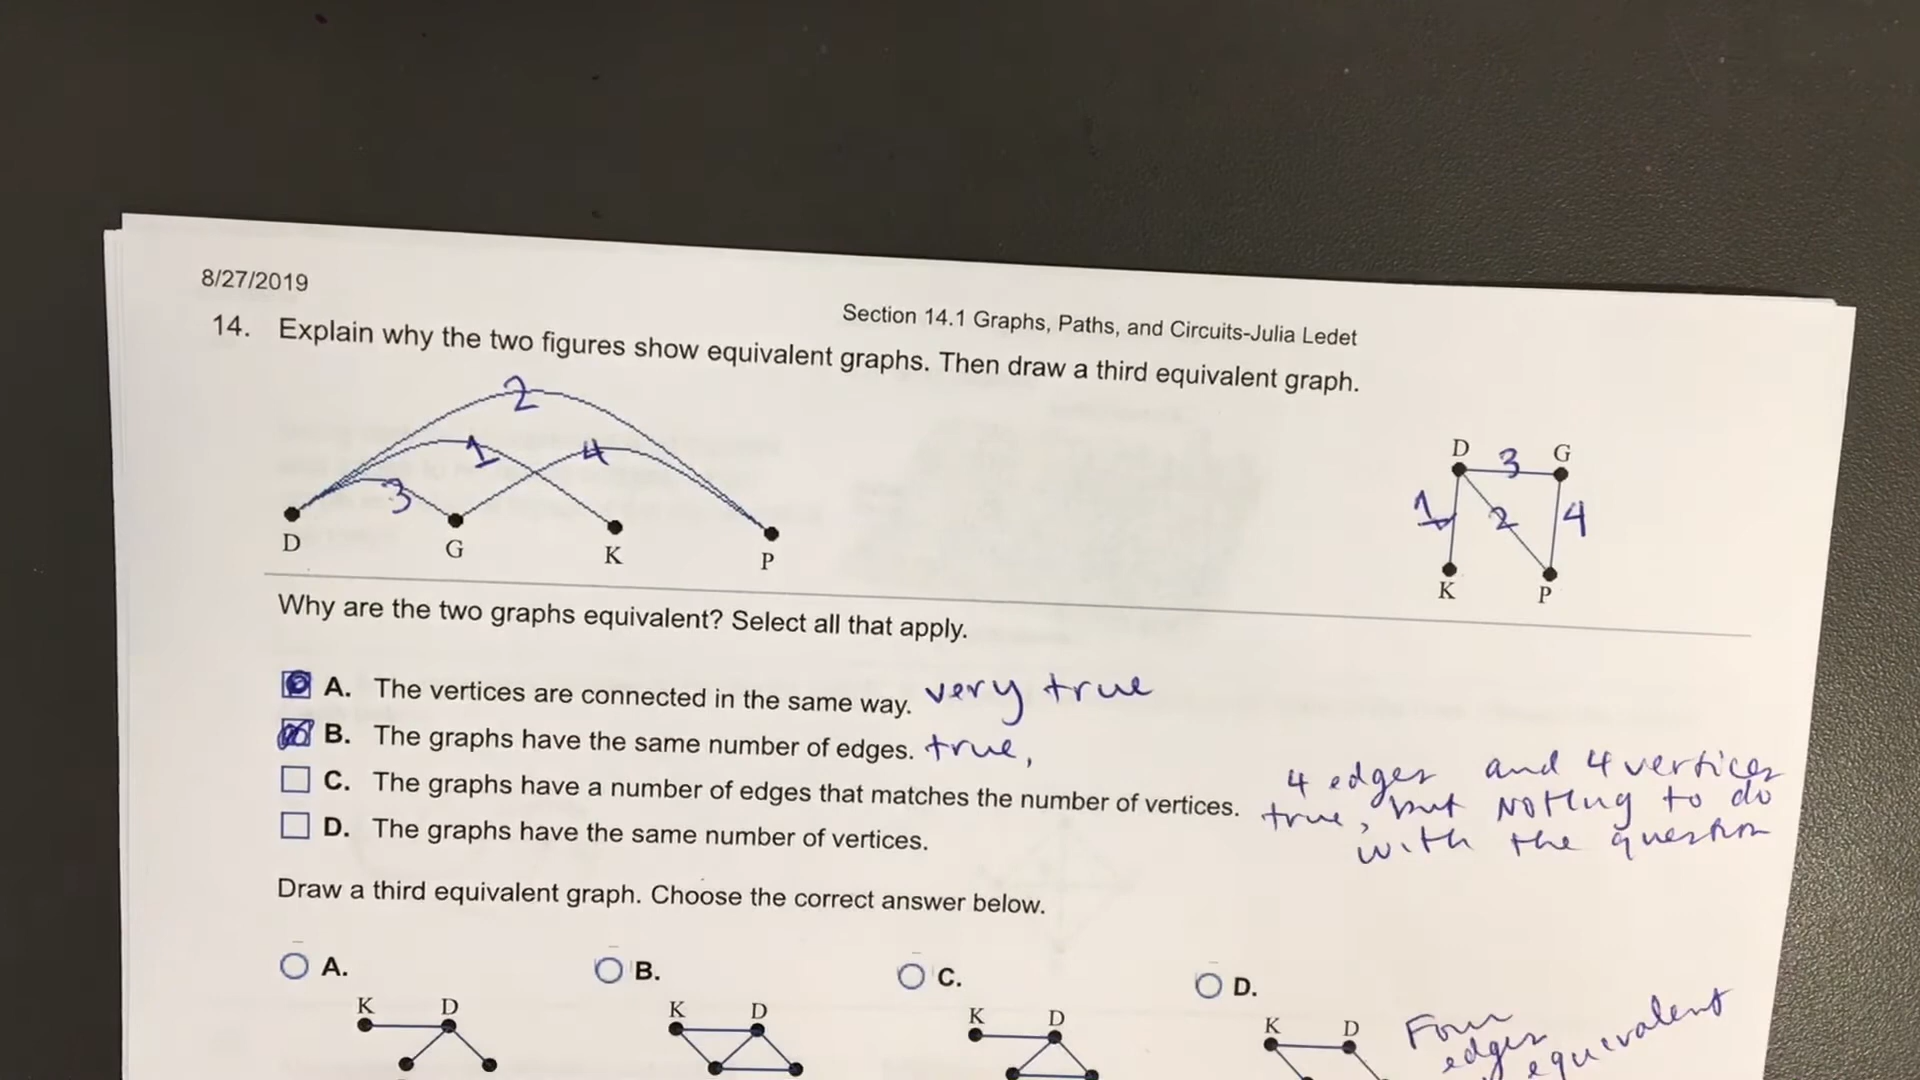 8/27/2019
Section 14.1 Graphs, Paths, and Circuits-Julia Ledet
14. Explain why the two figures show equivalent graphs. Then draw a third equivalent graph.
2
1 4
3
D G K P
D 3 G
1 2 4
K P
Why are the two graphs equivalent? Select all that apply.
A. The vertices are connected in the same way. very true
B. The graphs have the same number of edges. true,
C. The graphs have a number of edges that matches the number of vertices.
4 edges and 4 vertices
true, but nothing to do
with the question
D. The graphs have the same number of vertices.
Draw a third equivalent graph. Choose the correct answer below.
A. B. C. D.
K D K D K D K D
Four
edges
equivalent